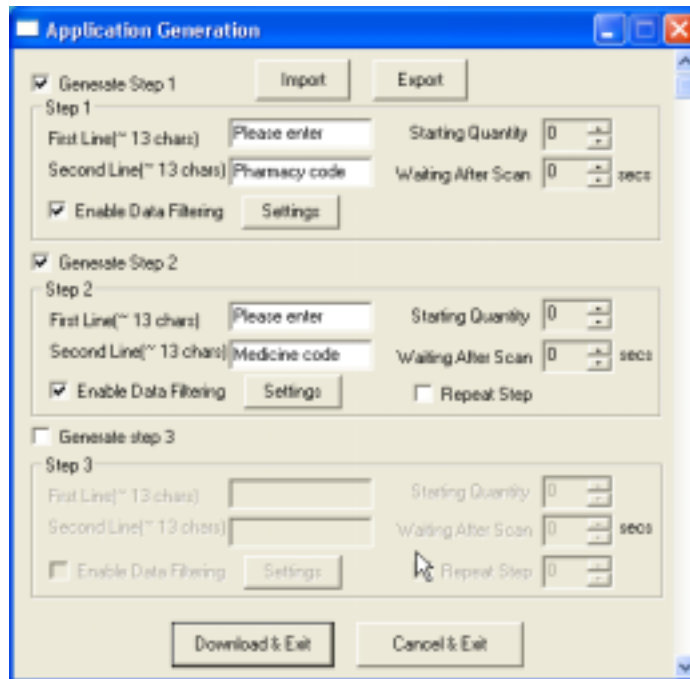 Application Generation
Generate Step 1 Import Export
Step 1
First Line(~ 13 chars) Please enter Starting Quantity 0
Second Line(~ 13 chars) Pharmacy code Waiting After Scan 0 secs
Enable Data Filtering Settings
Generate Step 2
Step 2
First Line(~ 13 chars) Please enter Starting Quantity 0
Second Line(~ 13 chars) Medicine code Waiting After Scan 0 secs
Enable Data Filtering Settings Repeat Step
Generate step 3
Step 3
First Line(~ 13 chars) Starting Quantity 0
Second Line(~ 13 chars) Waiting After Scan 0 secs
Enable Data Filtering Settings Repeat Step 0
Download & Exit Cancel & Exit